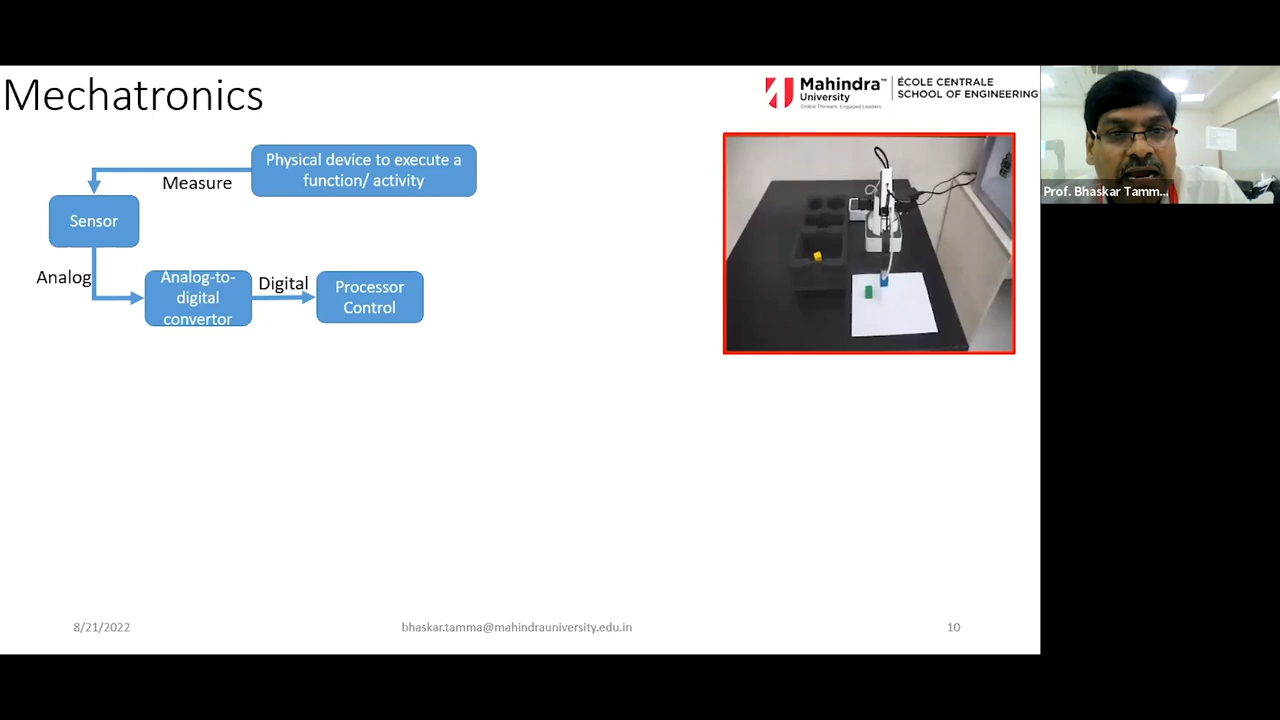 Mechatronics
Mahindra™
University
Global Thinkers. Engaged Leaders.
ÉCOLE CENTRALE
SCHOOL OF ENGINEERING
Physical device to execute a
function/ activity
Measure
Sensor
Analog
Analog-to-
digital
convertor
Digital
Processor
Control
Prof. Bhaskar Tamm...
8/21/2022
bhaskar.tamma@mahindrauniversity.edu.in
10